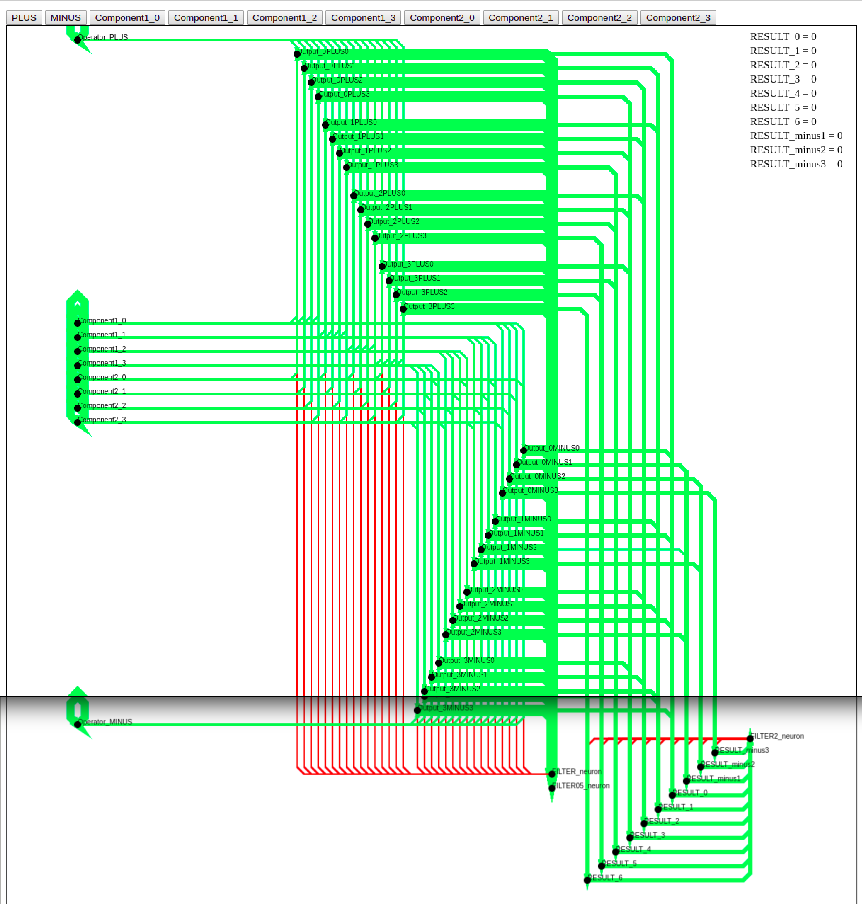 PLUS MINUS Component1_0 Component1_1 Component1_2 Component1_3 Component2_0 Component2_1 Component2_2 Component2_3
RESULT_0 = 0
RESULT_1 = 0
RESULT_2 = 0
RESULT_3 = 0
RESULT_4 = 0
RESULT_5 = 0
RESULT_6 = 0
RESULT_minus1 = 0
RESULT_minus2 = 0
RESULT_minus3 = 0
Operator_PLUS
Output_0PLUS0
Output_0PLUS1
Output_0PLUS2
Output_0PLUS3
Output_1PLUS0
Output_1PLUS1
Output_1PLUS2
Output_1PLUS3
Output_2PLUS0
Output_2PLUS1
Output_2PLUS2
Output_2PLUS3
Output_3PLUS0
Output_3PLUS1
Output_3PLUS2
Output_3PLUS3
Component1_0
Component1_1
Component1_2
Component1_3
Component2_0
Component2_1
Component2_2
Component2_3
Output_0MINUS0
Output_0MINUS1
Output_0MINUS2
Output_0MINUS3
Output_1MINUS0
Output_1MINUS1
Output_1MINUS2
Output_1MINUS3
Output_2MINUS0
Output_2MINUS1
Output_2MINUS2
Output_2MINUS3
Output_3MINUS0
Output_3MINUS1
Output_3MINUS2
Output_3MINUS3
Operator_MINUS
FILTER2_neuron
RESULT_minus3
RESULT_minus2
FILTER_neuron
RESULT_minus1
FILTER05_neuron
RESULT_0
RESULT_1
RESULT_2
RESULT_3
RESULT_4
RESULT_5
RESULT_6